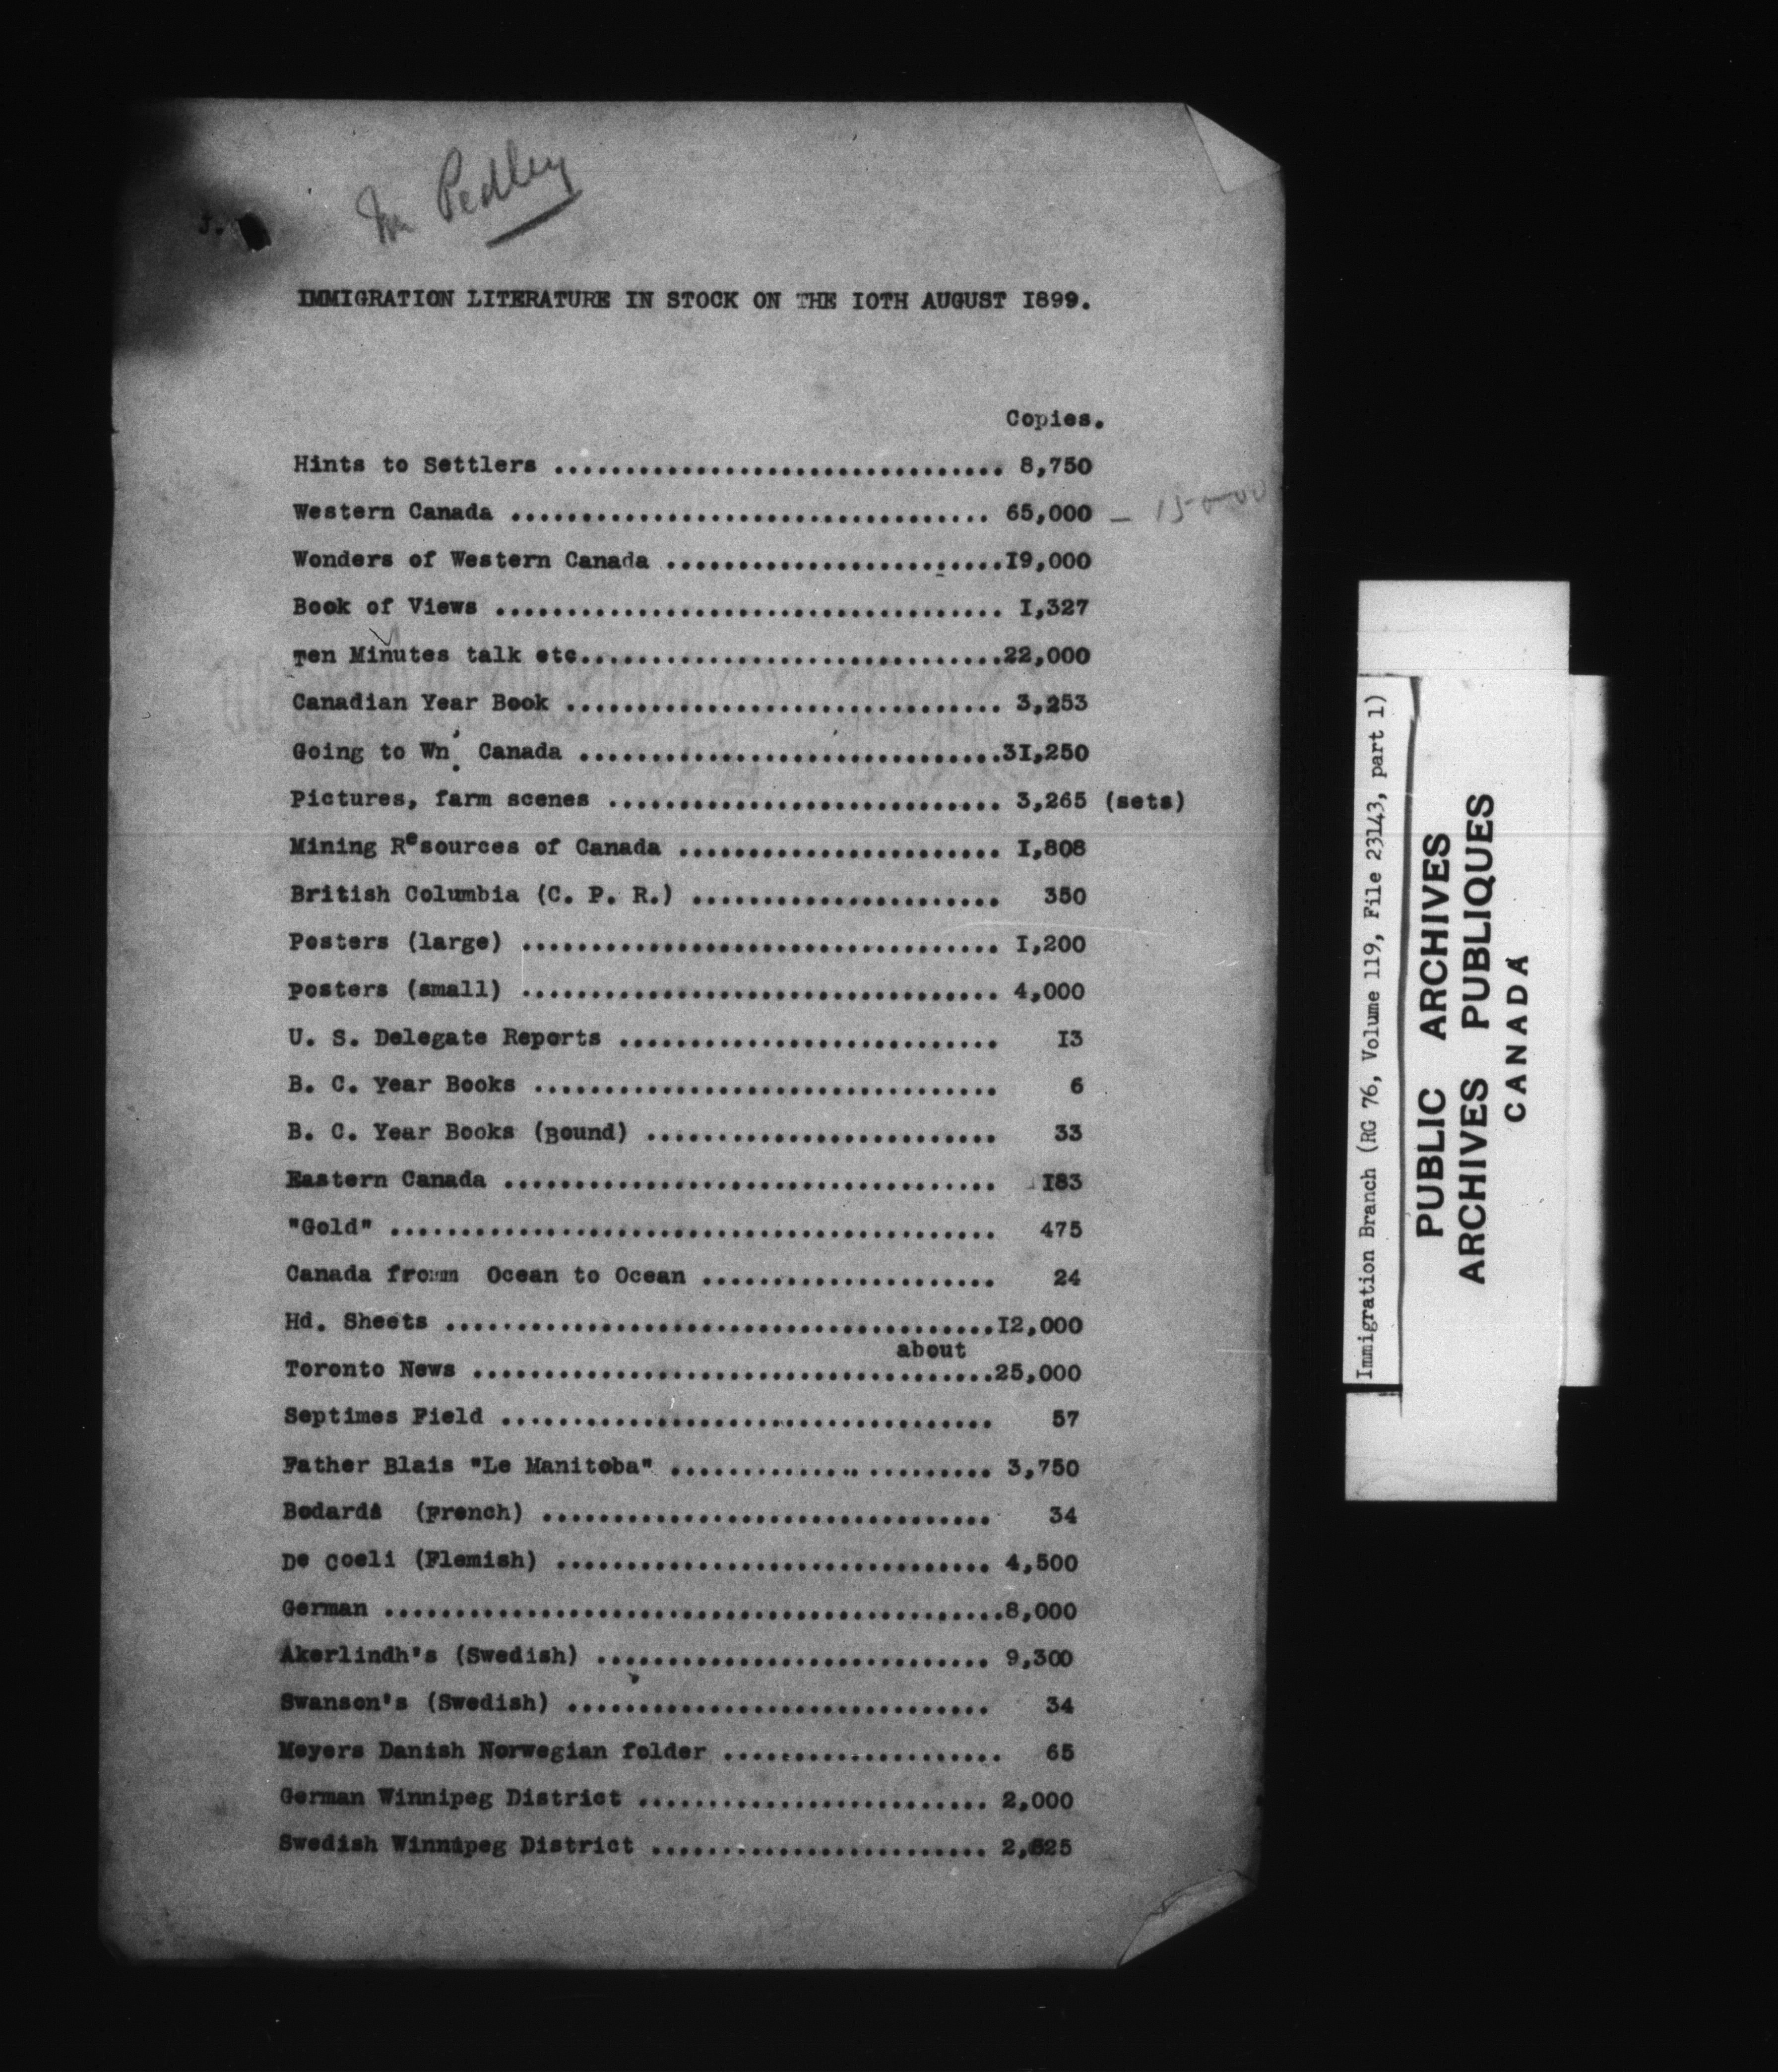 Mr Pedley
IMMIGRATION LITERATURE IN STOCK ON THE IOTH AUGUST I899.
Copies.
Hints to Settlers ................................ 8,750
Western Canada .................................. 65,000 –
Wonders of Western Canada ........................I9,000
Book of Views .................................... I,327
Ten Minutes talk etc..............................22,000
Canadian Year Book ............................... 3,253
Going to Wn. Canada ..............................3I,250
Pictures, farm scenes ............................ 3,265 (sets)
Mining Resources of Canada ....................... I,808
British Columbia (C. P. R.) ...................... 350
Posters (large) .................................. I,200
Posters (small) .................................. 4,000
U. S. Delegate Reports ........................... I3
B. C. Year Books ................................. 6
B. C. Year Books (Bound) ......................... 33
Eastern Canada ................................... I83
"Gold" ........................................... 475
Canada from Ocean to Ocean ..................... 24
Hd. Sheets .......................................I2,000
about
Toronto News .....................................25,000
Septimes Field ................................... 57
Father Blais "Le Manitoba" ....................... 3,750
Bodards (French) ................................ 34
De Coeli (Flemish) ............................... 4,500
German ............................................8,000
Akerlindh's (Swedish) ............................ 9,300
Swanson's (Swedish) .............................. 34
Meyers Danish Norwegian folder .................... 65
German Winnipeg District ......................... 2,000
Swedish Winnipeg District ........................ 2,625
Immigration Branch (RG 76, Volume 119, File 23143, part 1)
PUBLIC ARCHIVES
ARCHIVES PUBLIQUES
CANADA